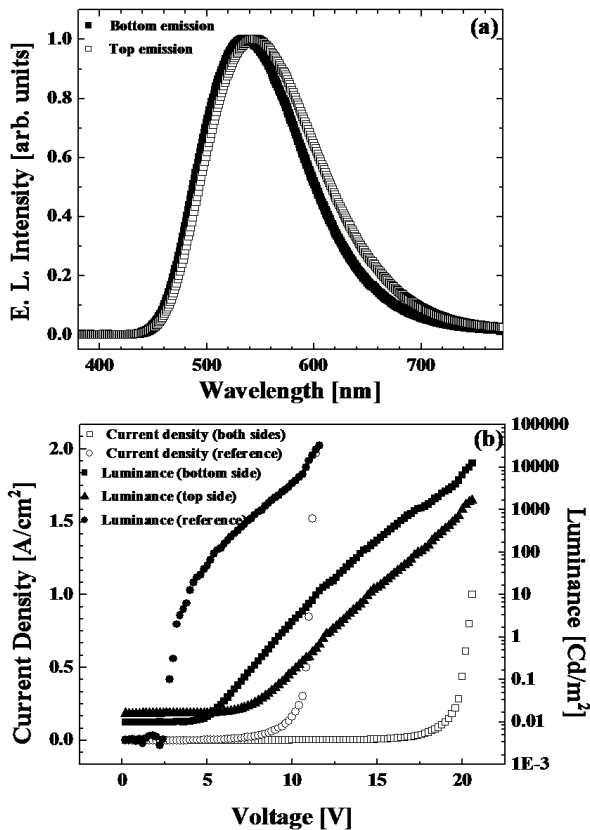 (a)
Bottom emission
Top emission
E. L. Intensity [arb. units]
1.0
0.8
0.6
0.4
0.2
0.0
400 500 600 700
Wavelength [nm]
(b)
Current density (both sides)
Current density (reference)
Luminance (bottom side)
Luminance (top side)
Luminance (reference)
Current Density [A/cm2]
2.0
1.5
1.0
0.5
0.0
100000
10000
1000
100
10
1
0.1
0.01
1E-3
Luminance [Cd/m2]
0 5 10 15 20
Voltage [V]